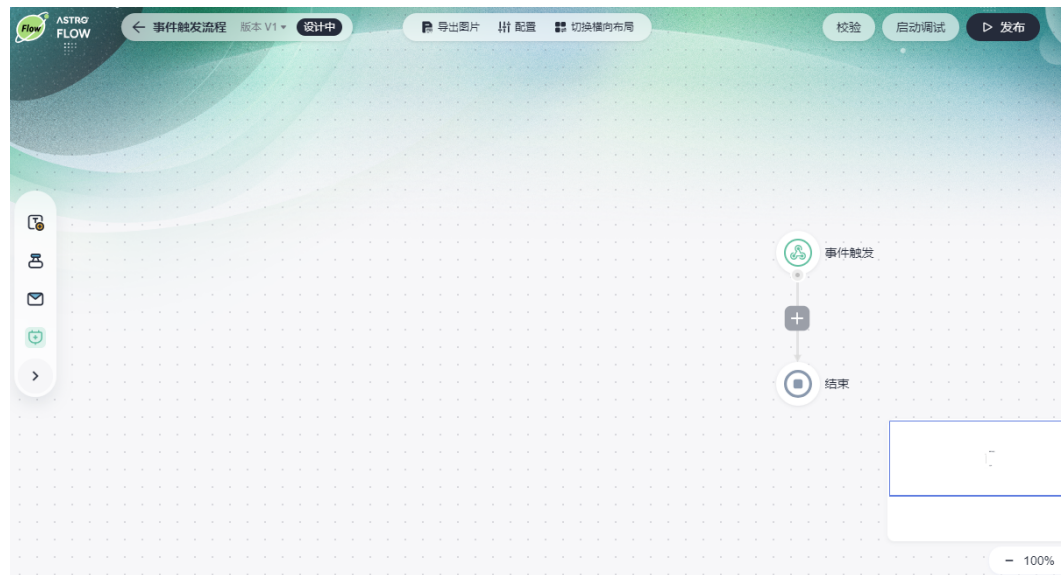 Flow
ASTRO
FLOW
事件触发流程 版本 V1 设计中
导出图片 配置 切换横向布局
校验 启动调试 发布
事件触发
结束
100%